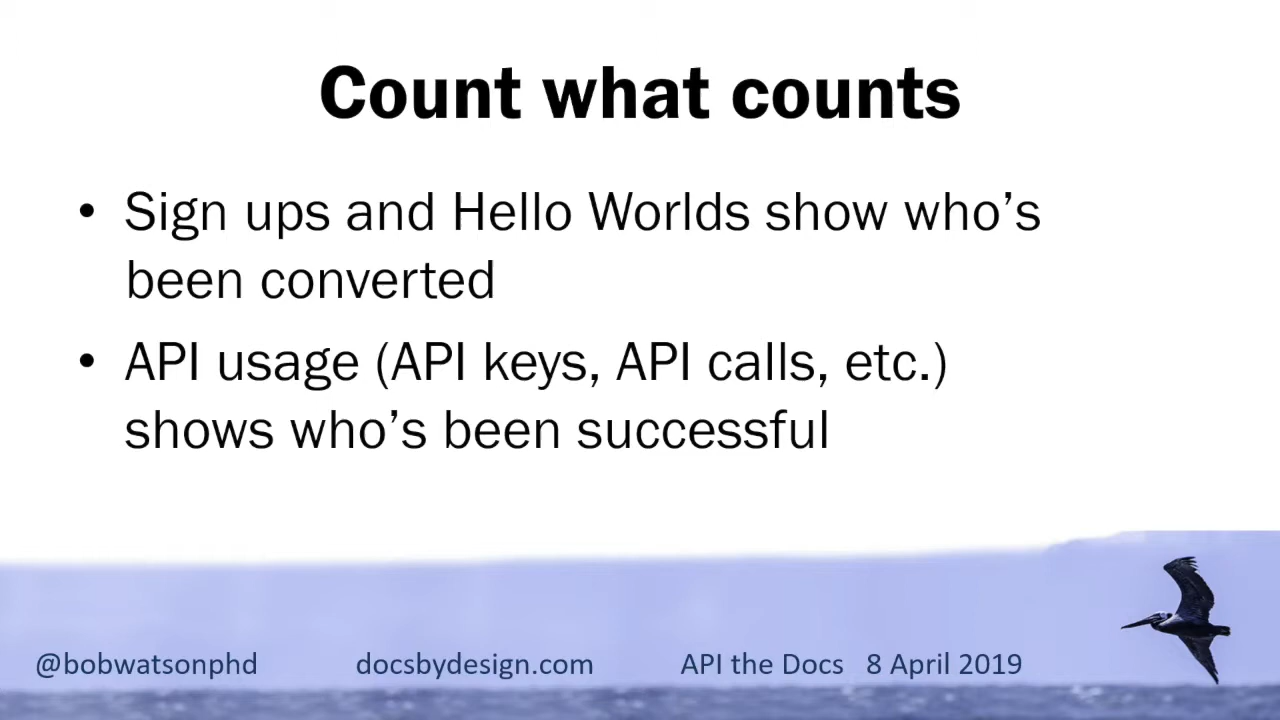 Count what counts
• Sign ups and Hello Worlds show who’s
been converted
• API usage (API keys, API calls, etc.)
shows who’s been successful
@bobwatsonphd docsbydesign.com API the Docs 8 April 2019